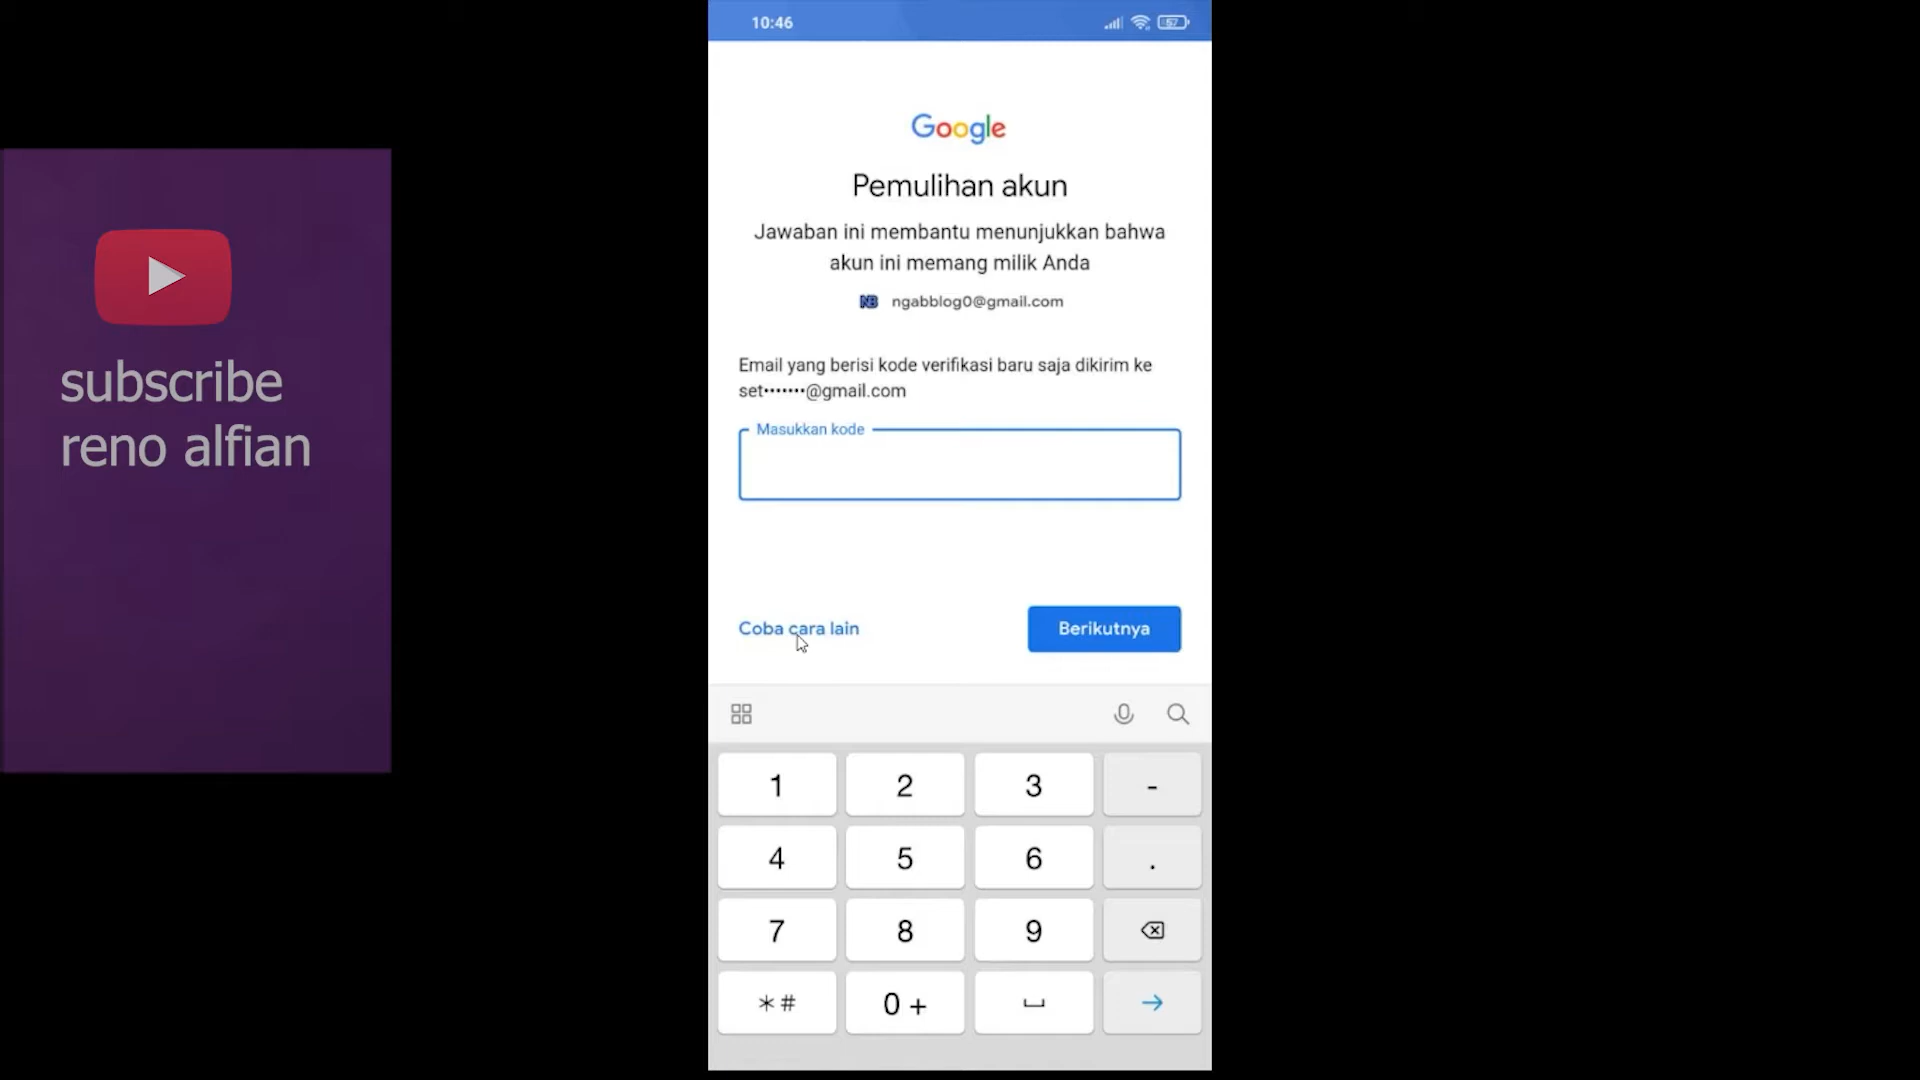 subscribe
reno alfian
10:46
57
Google
Pemulihan akun
Jawaban ini membantu menunjukkan bahwa
akun ini memang milik Anda
NB ngabblog0@gmail.com
Email yang berisi kode verifikasi baru saja dikirim ke
set•••••••@gmail.com
Masukkan kode
Coba cara lain
Berikutnya
1 2 3 -
4 5 6 .
7 8 9
*# 0 +